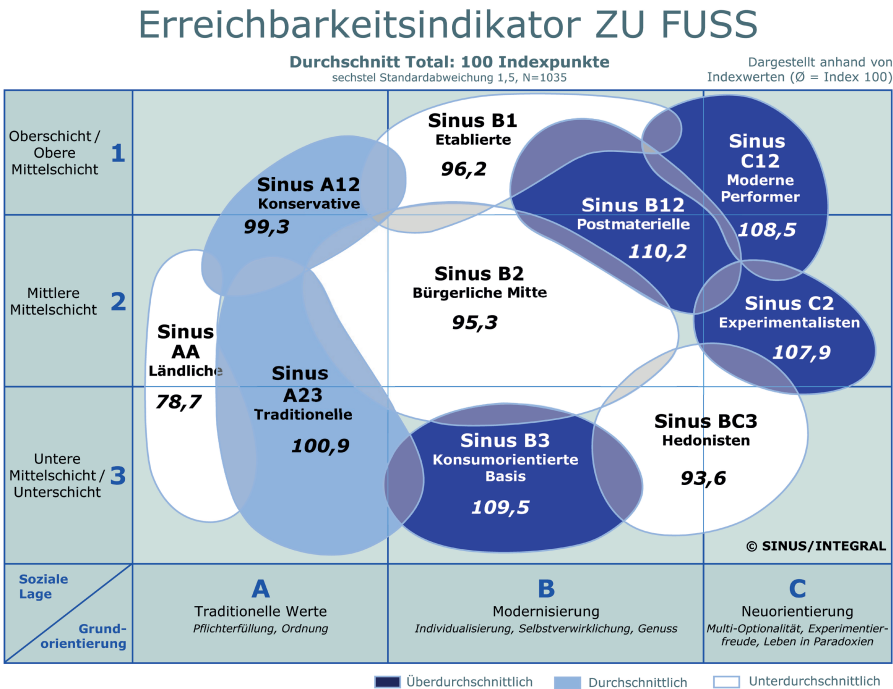 Erreichbarkeitsindikator ZU FUSS
Durchschnitt Total: 100 Indexpunkte
sechstel Standardabweichung 1,5, N=1035
Dargestellt anhand von
Indexwerten (Ø = Index 100)
Oberschicht /
Obere
Mittelschicht
1
Sinus A12
Konservative
99,3
Sinus B1
Etablierte
96,2
Sinus B12
Postmaterielle
110,2
Sinus
C12
Moderne
Performer
108,5
Mittlere
Mittelschicht
2
Sinus
AA
Ländliche
78,7
Sinus B2
Bürgerliche Mitte
95,3
Sinus C2
Experimentalisten
107,9
Untere
Mittelschicht /
Unterschicht
3
Sinus
A23
Traditionelle
100,9
Sinus B3
Konsumorientierte
Basis
109,5
Sinus BC3
Hedonisten
93,6
© SINUS/INTEGRAL
Soziale
Lage
Grund-
orientierung
A
Traditionelle Werte
Pflichterfüllung, Ordnung
B
Modernisierung
Individualisierung, Selbstverwirklichung, Genuss
C
Neuorientierung
Multi-Optionalität, Experimentier-
freude, Leben in Paradoxien
Überdurchschnittlich
Durchschnittlich
Unterdurchschnittlich